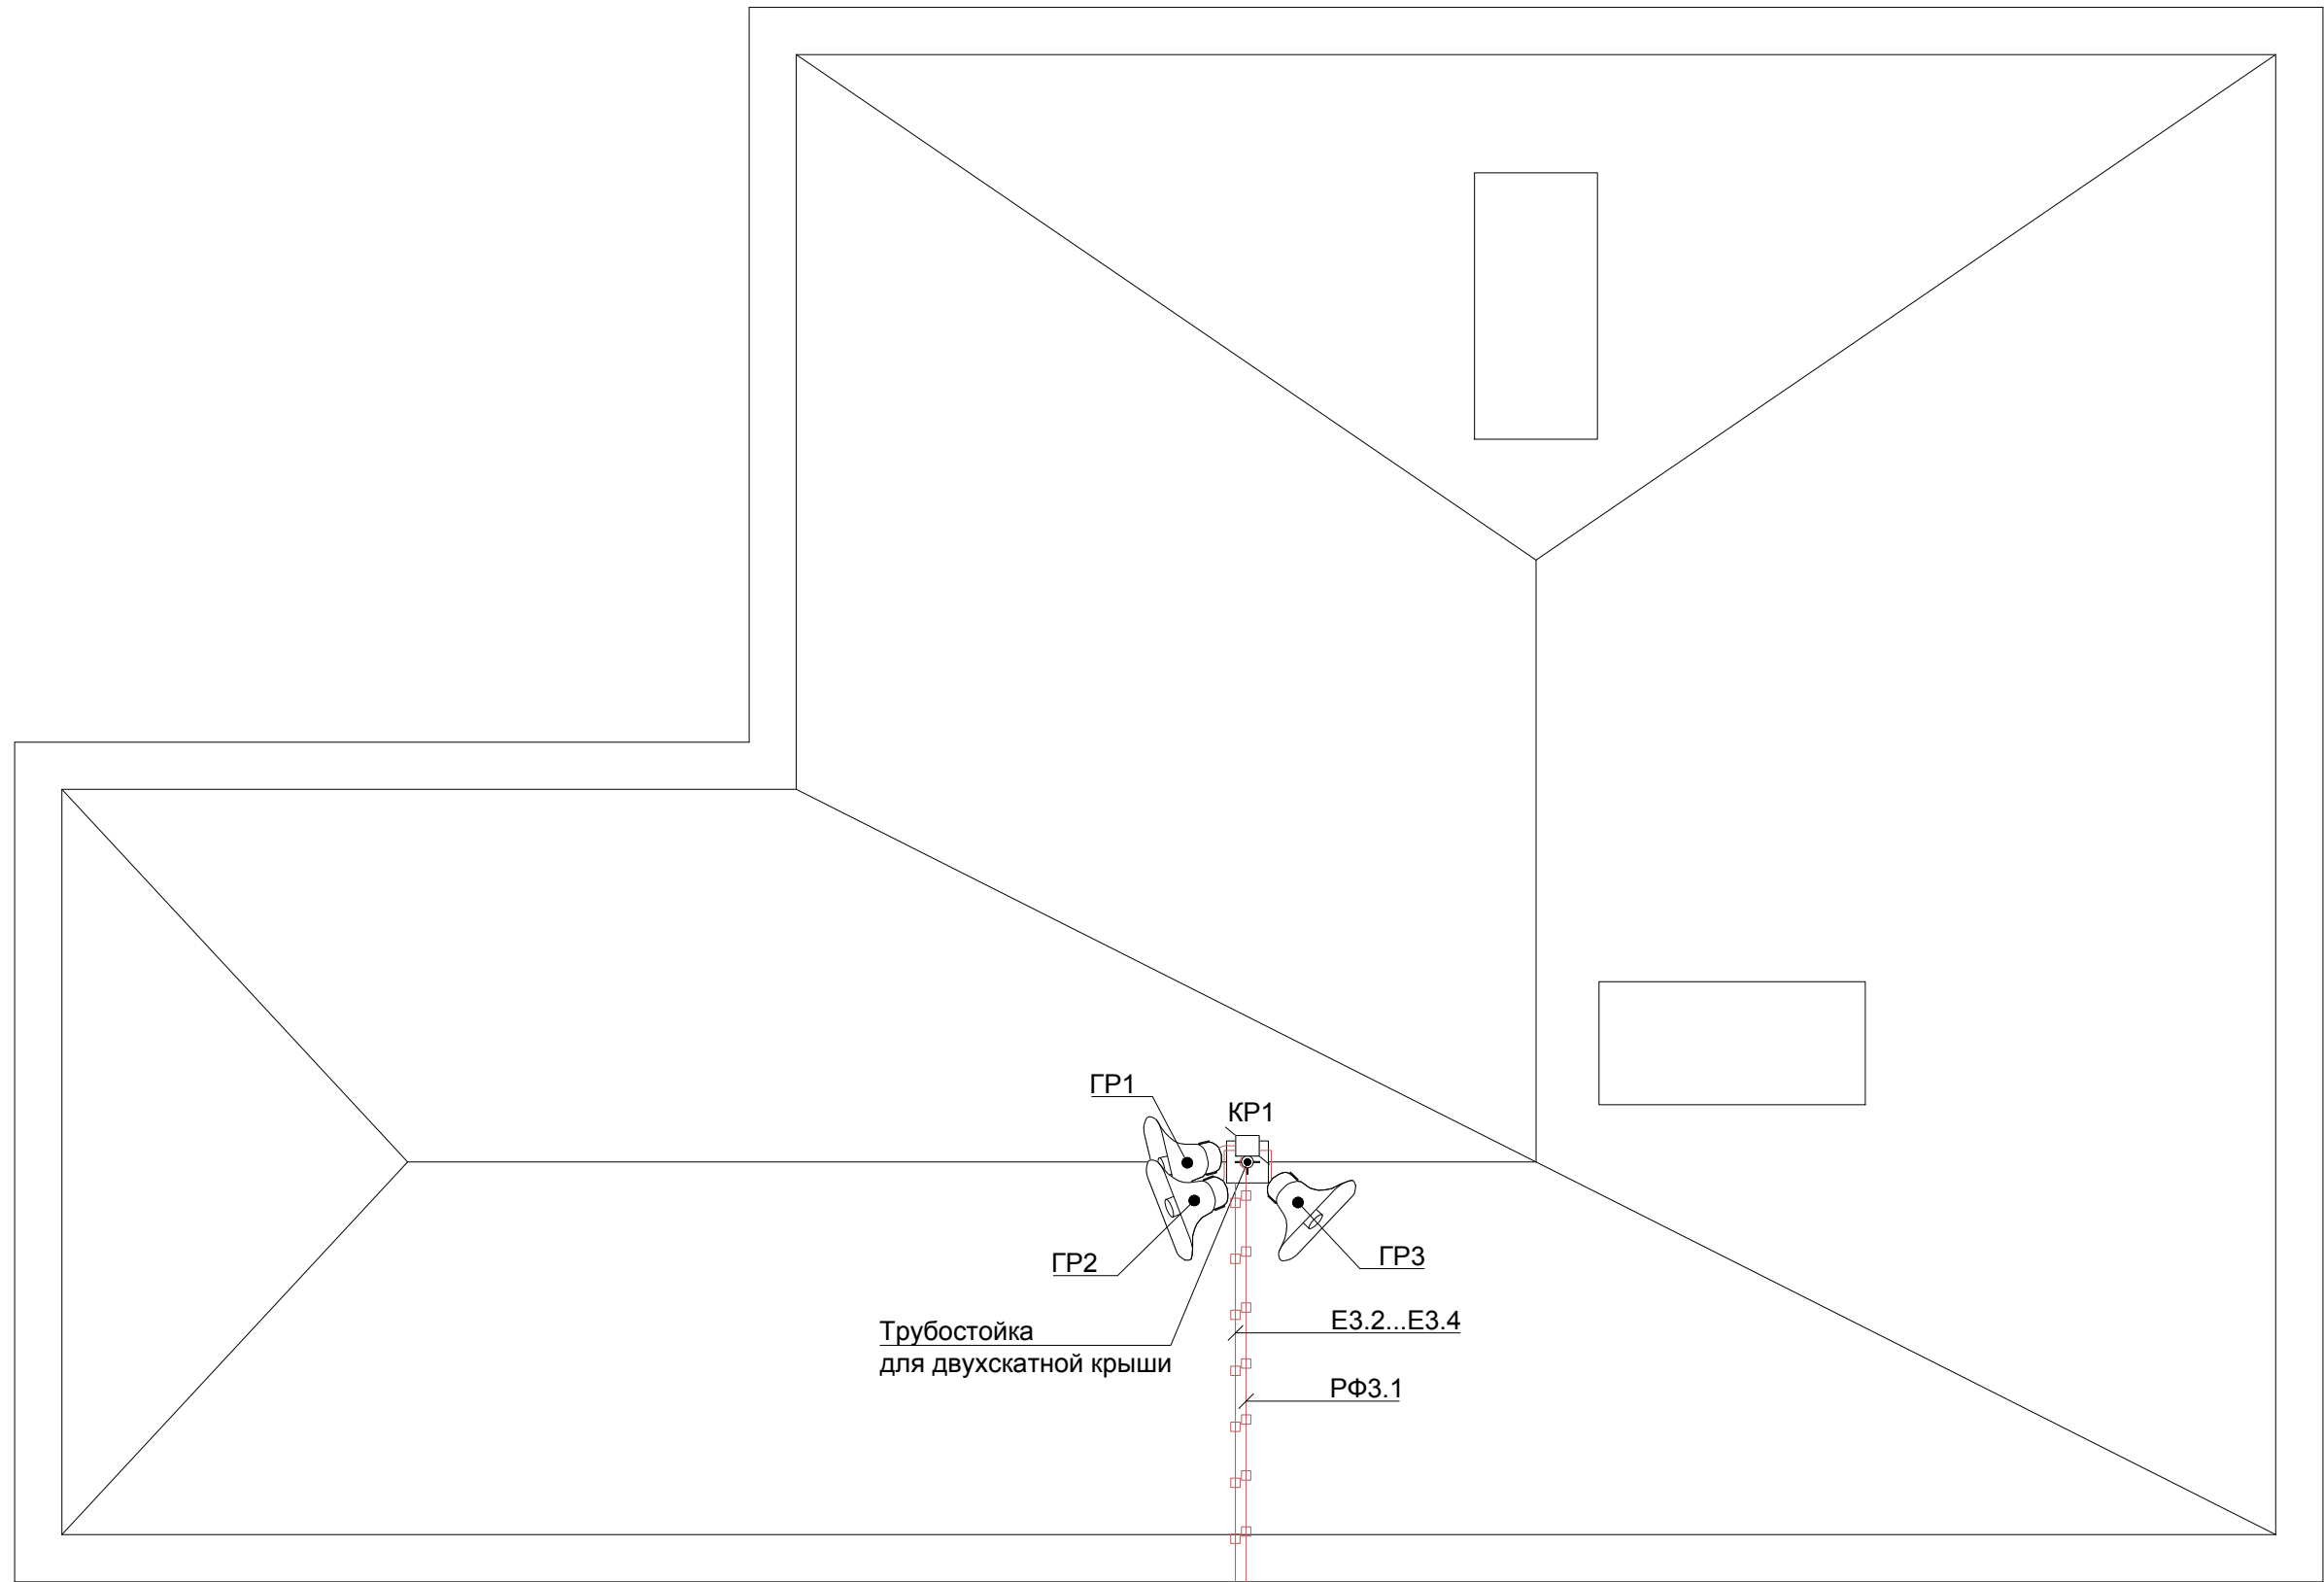 ГР1
КР1
ГР2
ГР3
Трубостойка
для двухскатной крыши
Е3.2...Е3.4
РФ3.1